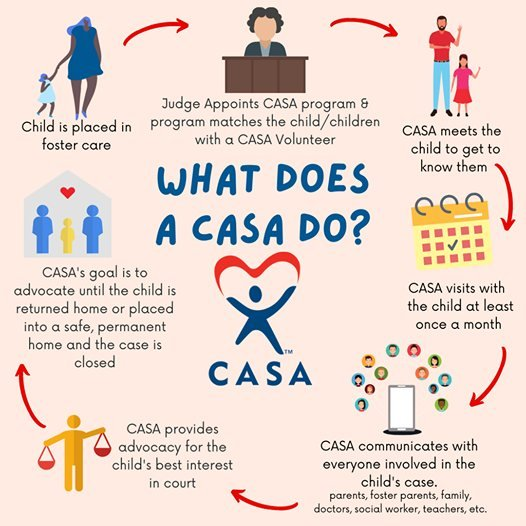 Child is placed in
foster care
Judge Appoints CASA program &
program matches the child/children
with a CASA Volunteer
CASA meets the
child to get to
know them
WHAT DOES
A CASA DO?
CASA visits with
the child at least
once a month
CASA communicates with
everyone involved in the
child's case.
parents, foster parents, family,
doctors, social worker, teachers, etc.
CASA provides
advocacy for the
child's best interest
in court
CASA's goal is to
advocate until the child is
returned home or placed
into a safe, permanent
home and the case is
closed
TM
CASA